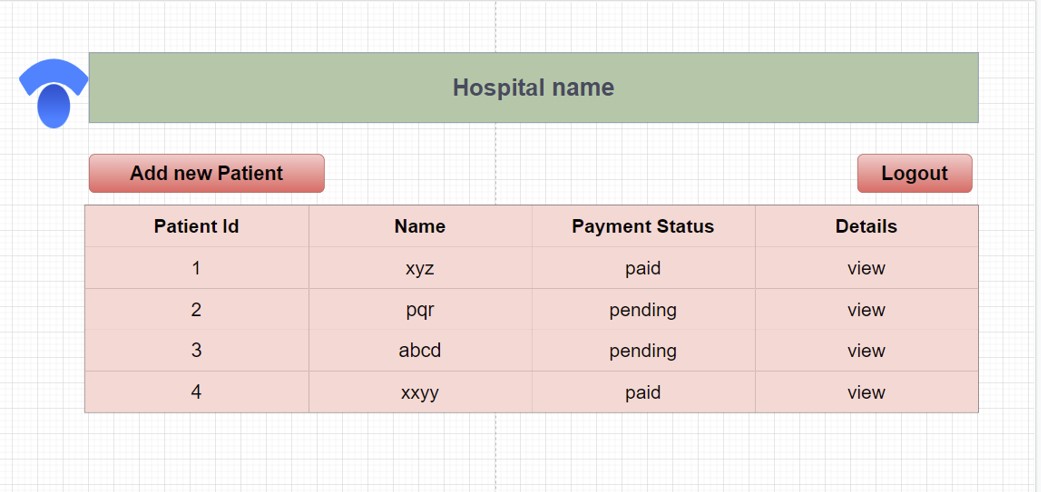 Hospital name
Add new Patient Logout
Patient Id Name Payment Status Details
1 xyz paid view
2 pqr pending view
3 abcd pending view
4 xxyy paid view